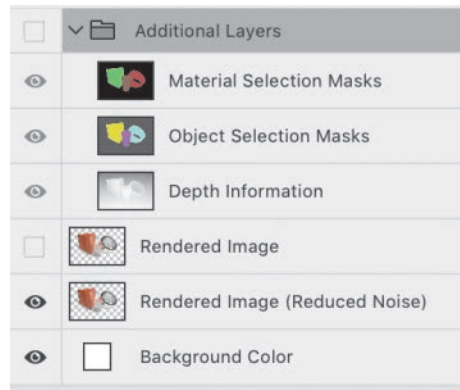 Additional Layers
Material Selection Masks
Object Selection Masks
Depth Information
Rendered Image
Rendered Image (Reduced Noise)
Background Color